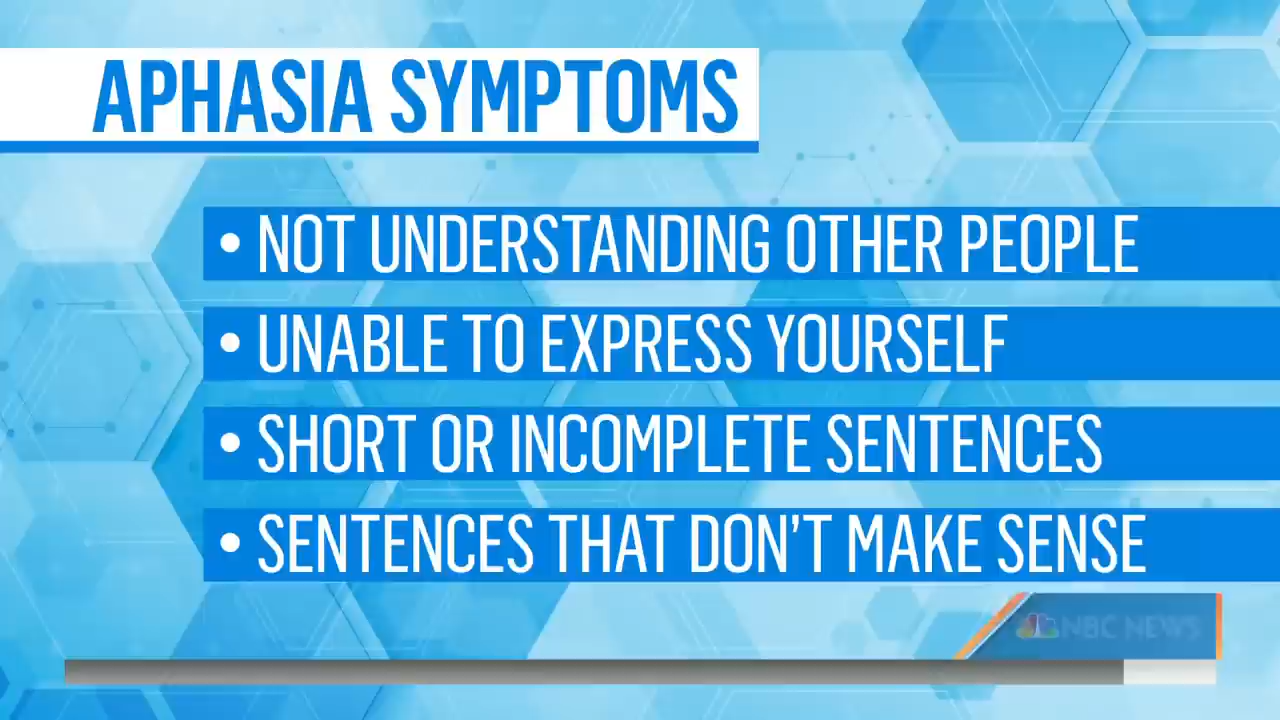 APHASIA SYMPTOMS
• NOT UNDERSTANDING OTHER PEOPLE
• UNABLE TO EXPRESS YOURSELF
• SHORT OR INCOMPLETE SENTENCES
• SENTENCES THAT DON'T MAKE SENSE
NBC NEWS